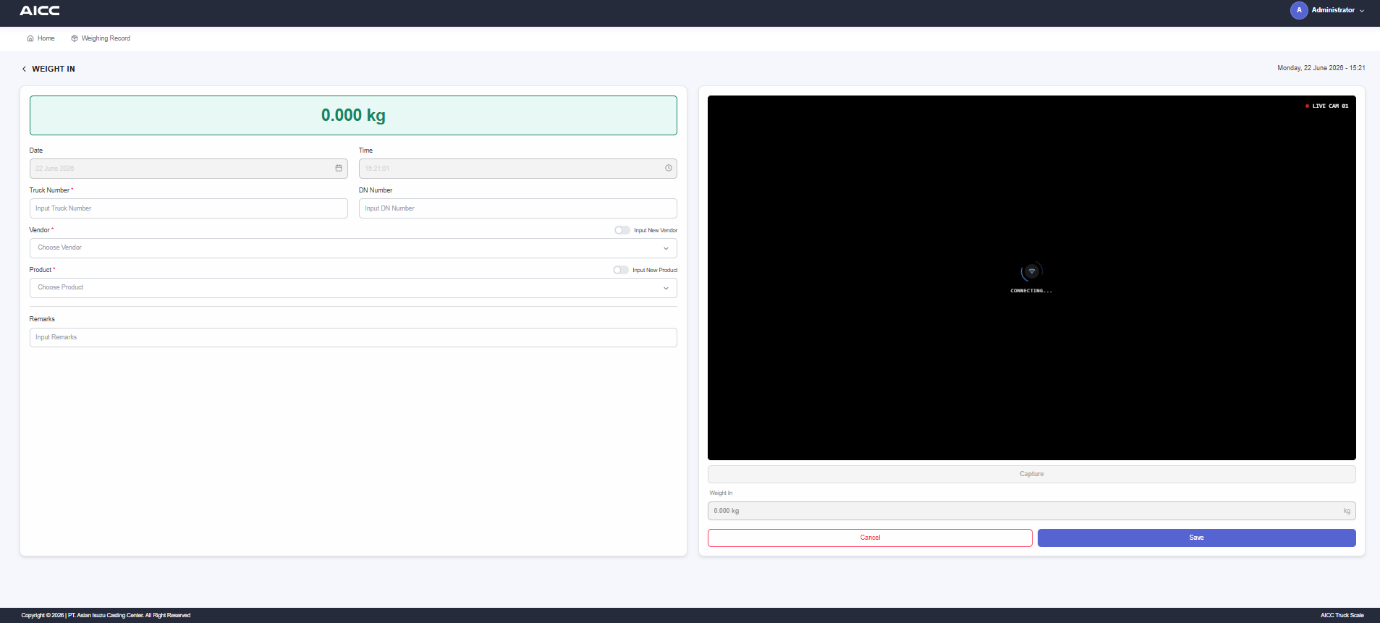 AICC
A Administrator
Home Weighing Record
WEIGHT IN
Monday, 22 June 2026 - 15:21
0.000 kg
LIVE CAM 01
Date
Time
22 June 2026
15:21:01
Truck Number *
DN Number
Input Truck Number
Input DN Number
Vendor *
Input New Vendor
Choose Vendor
Product *
Input New Product
Choose Product
Remarks
Input Remarks
CONNECTING...
Capture
Weight In
0.000 kg
kg
Cancel
Save
Copyright © 2026 | PT. Asian Isuzu Casting Center. All Right Reserved
AICC Truck Scale